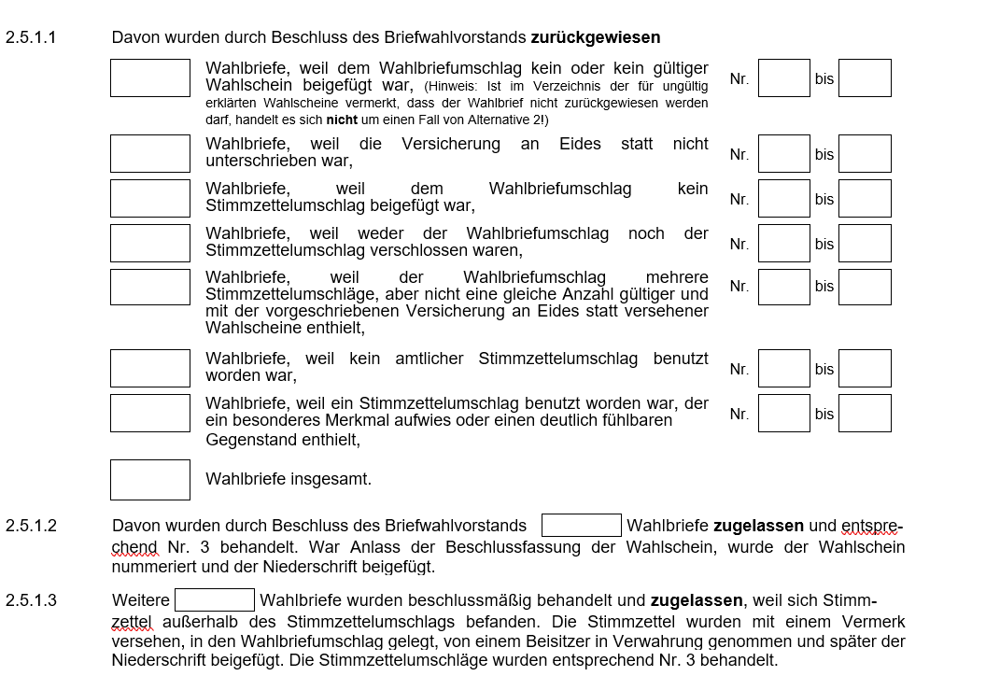 2.5.1.1 Davon wurden durch Beschluss des Briefwahlvorstands zurückgewiesen
Wahlbriefe, weil dem Wahlbriefumschlag kein oder kein gültiger
Wahlschein beigefügt war, (Hinweis: Ist im Verzeichnis der für ungültig
erklärten Wahlscheine vermerkt, dass der Wahlbrief nicht zurückgewiesen werden
darf, handelt es sich nicht um einen Fall von Alternative 2!)
Nr. bis
Wahlbriefe, weil die Versicherung an Eides statt nicht
unterschrieben war,
Nr. bis
Wahlbriefe, weil dem Wahlbriefumschlag kein
Stimmzettelumschlag beigefügt war,
Nr. bis
Wahlbriefe, weil weder der Wahlbriefumschlag noch der
Stimmzettelumschlag verschlossen waren,
Nr. bis
Wahlbriefe, weil der Wahlbriefumschlag mehrere
Stimmzettelumschläge, aber nicht eine gleiche Anzahl gültiger und
mit der vorgeschriebenen Versicherung an Eides statt versehener
Wahlscheine enthielt,
Nr. bis
Wahlbriefe, weil kein amtlicher Stimmzettelumschlag benutzt
worden war,
Nr. bis
Wahlbriefe, weil ein Stimmzettelumschlag benutzt worden war, der
ein besonderes Merkmal aufwies oder einen deutlich fühlbaren
Gegenstand enthielt,
Nr. bis
Wahlbriefe insgesamt.
2.5.1.2 Davon wurden durch Beschluss des Briefwahlvorstands Wahlbriefe zugelassen und entspre-
chend Nr. 3 behandelt. War Anlass der Beschlussfassung der Wahlschein, wurde der Wahlschein
nummeriert und der Niederschrift beigefügt.
2.5.1.3 Weitere Wahlbriefe wurden beschlussmäßig behandelt und zugelassen, weil sich Stimm-
zettel außerhalb des Stimmzettelumschlags befanden. Die Stimmzettel wurden mit einem Vermerk
versehen, in den Wahlbriefumschlag gelegt, von einem Beisitzer in Verwahrung genommen und später der
Niederschrift beigefügt. Die Stimmzettelumschläge wurden entsprechend Nr. 3 behandelt.